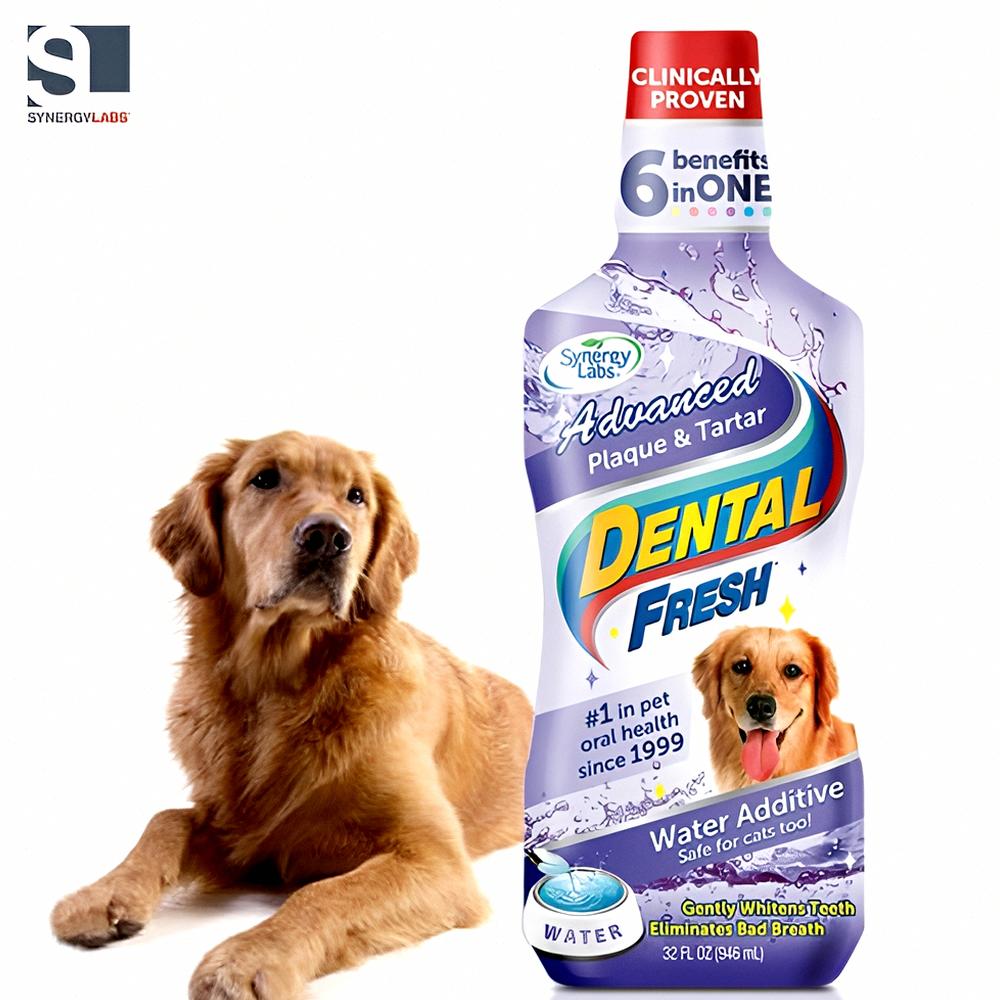 SYNERGYLABS
CLINICALLY
PROVEN
6 benefits
in ONE
Synergy
Labs
Advanced
Plaque & Tartar
DENTAL
FRESH
#1 in pet
oral health
since 1999
Water Additive
Safe for cats too!
WATER
Gently Whitens Teeth
Eliminates Bad Breath
32 FL OZ (946 mL)